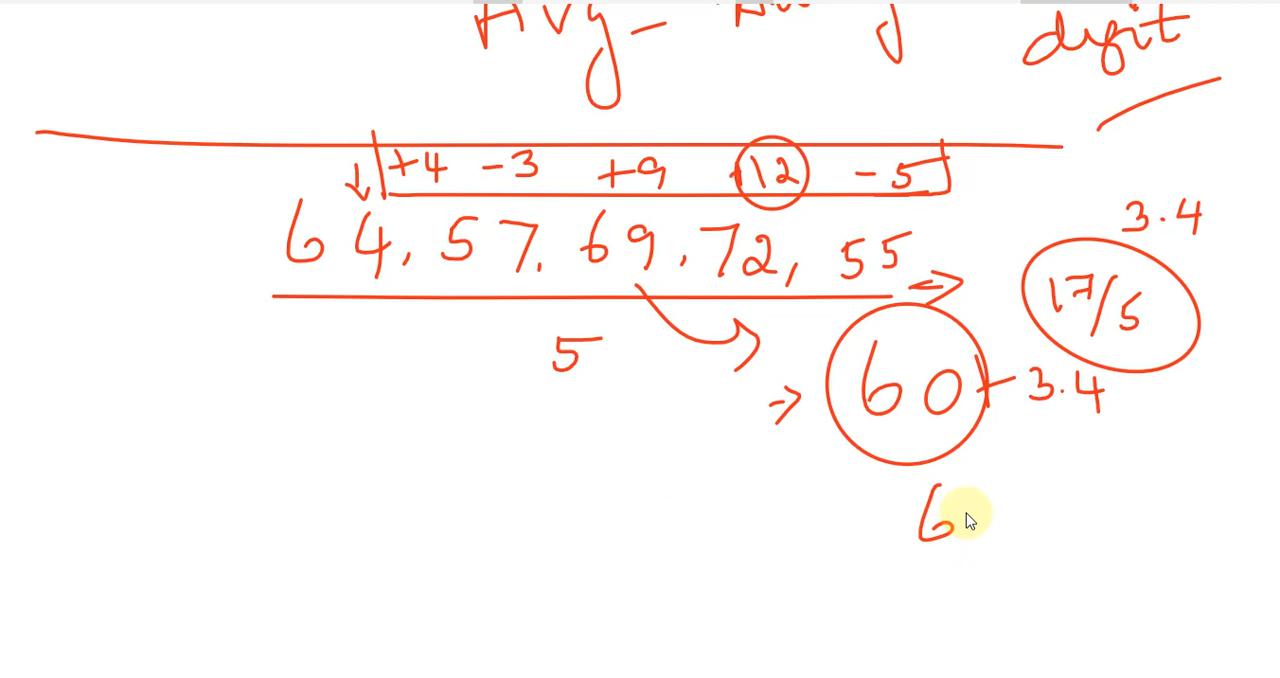 Avg -
digit
+4 -3 +9 +12 -5
64, 57, 69, 72, 55
3.4
17/5
5
60 + 3.4
6